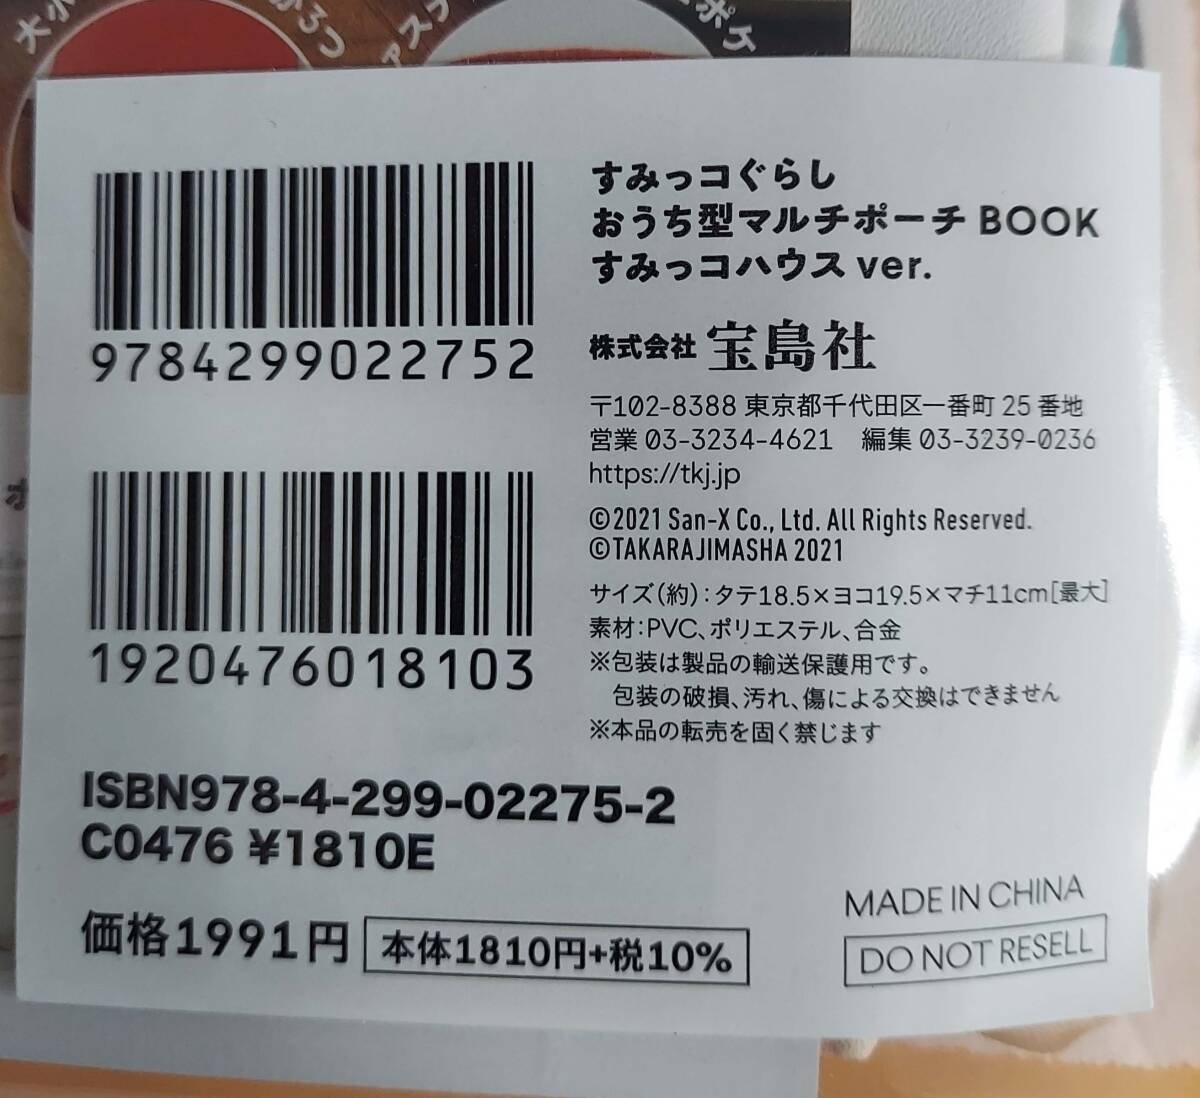 すみっコぐらし
おうち型マルチポーチ BOOK
すみっコハウス ver.
株式会社 宝島社
〒102-8388 東京都千代田区一番町 25 番地
営業 03-3234-4621 編集 03-3239-0236
https://tkj.jp
©2021 San-X Co., Ltd. All Rights Reserved.
©TAKARAJIMASHA 2021
サイズ(約):タテ18.5×ヨコ19.5×マチ11cm[最大]
素材:PVC、ポリエステル、合金
※包装は製品の輸送保護用です。
包装の破損、汚れ、傷による交換はできません
※本品の転売を固く禁じます
9784299022752
1920476018103
ISBN978-4-299-02275-2
C0476 ¥1810E
価格1991円 本体1810円+税10%
MADE IN CHINA
DO NOT RESELL